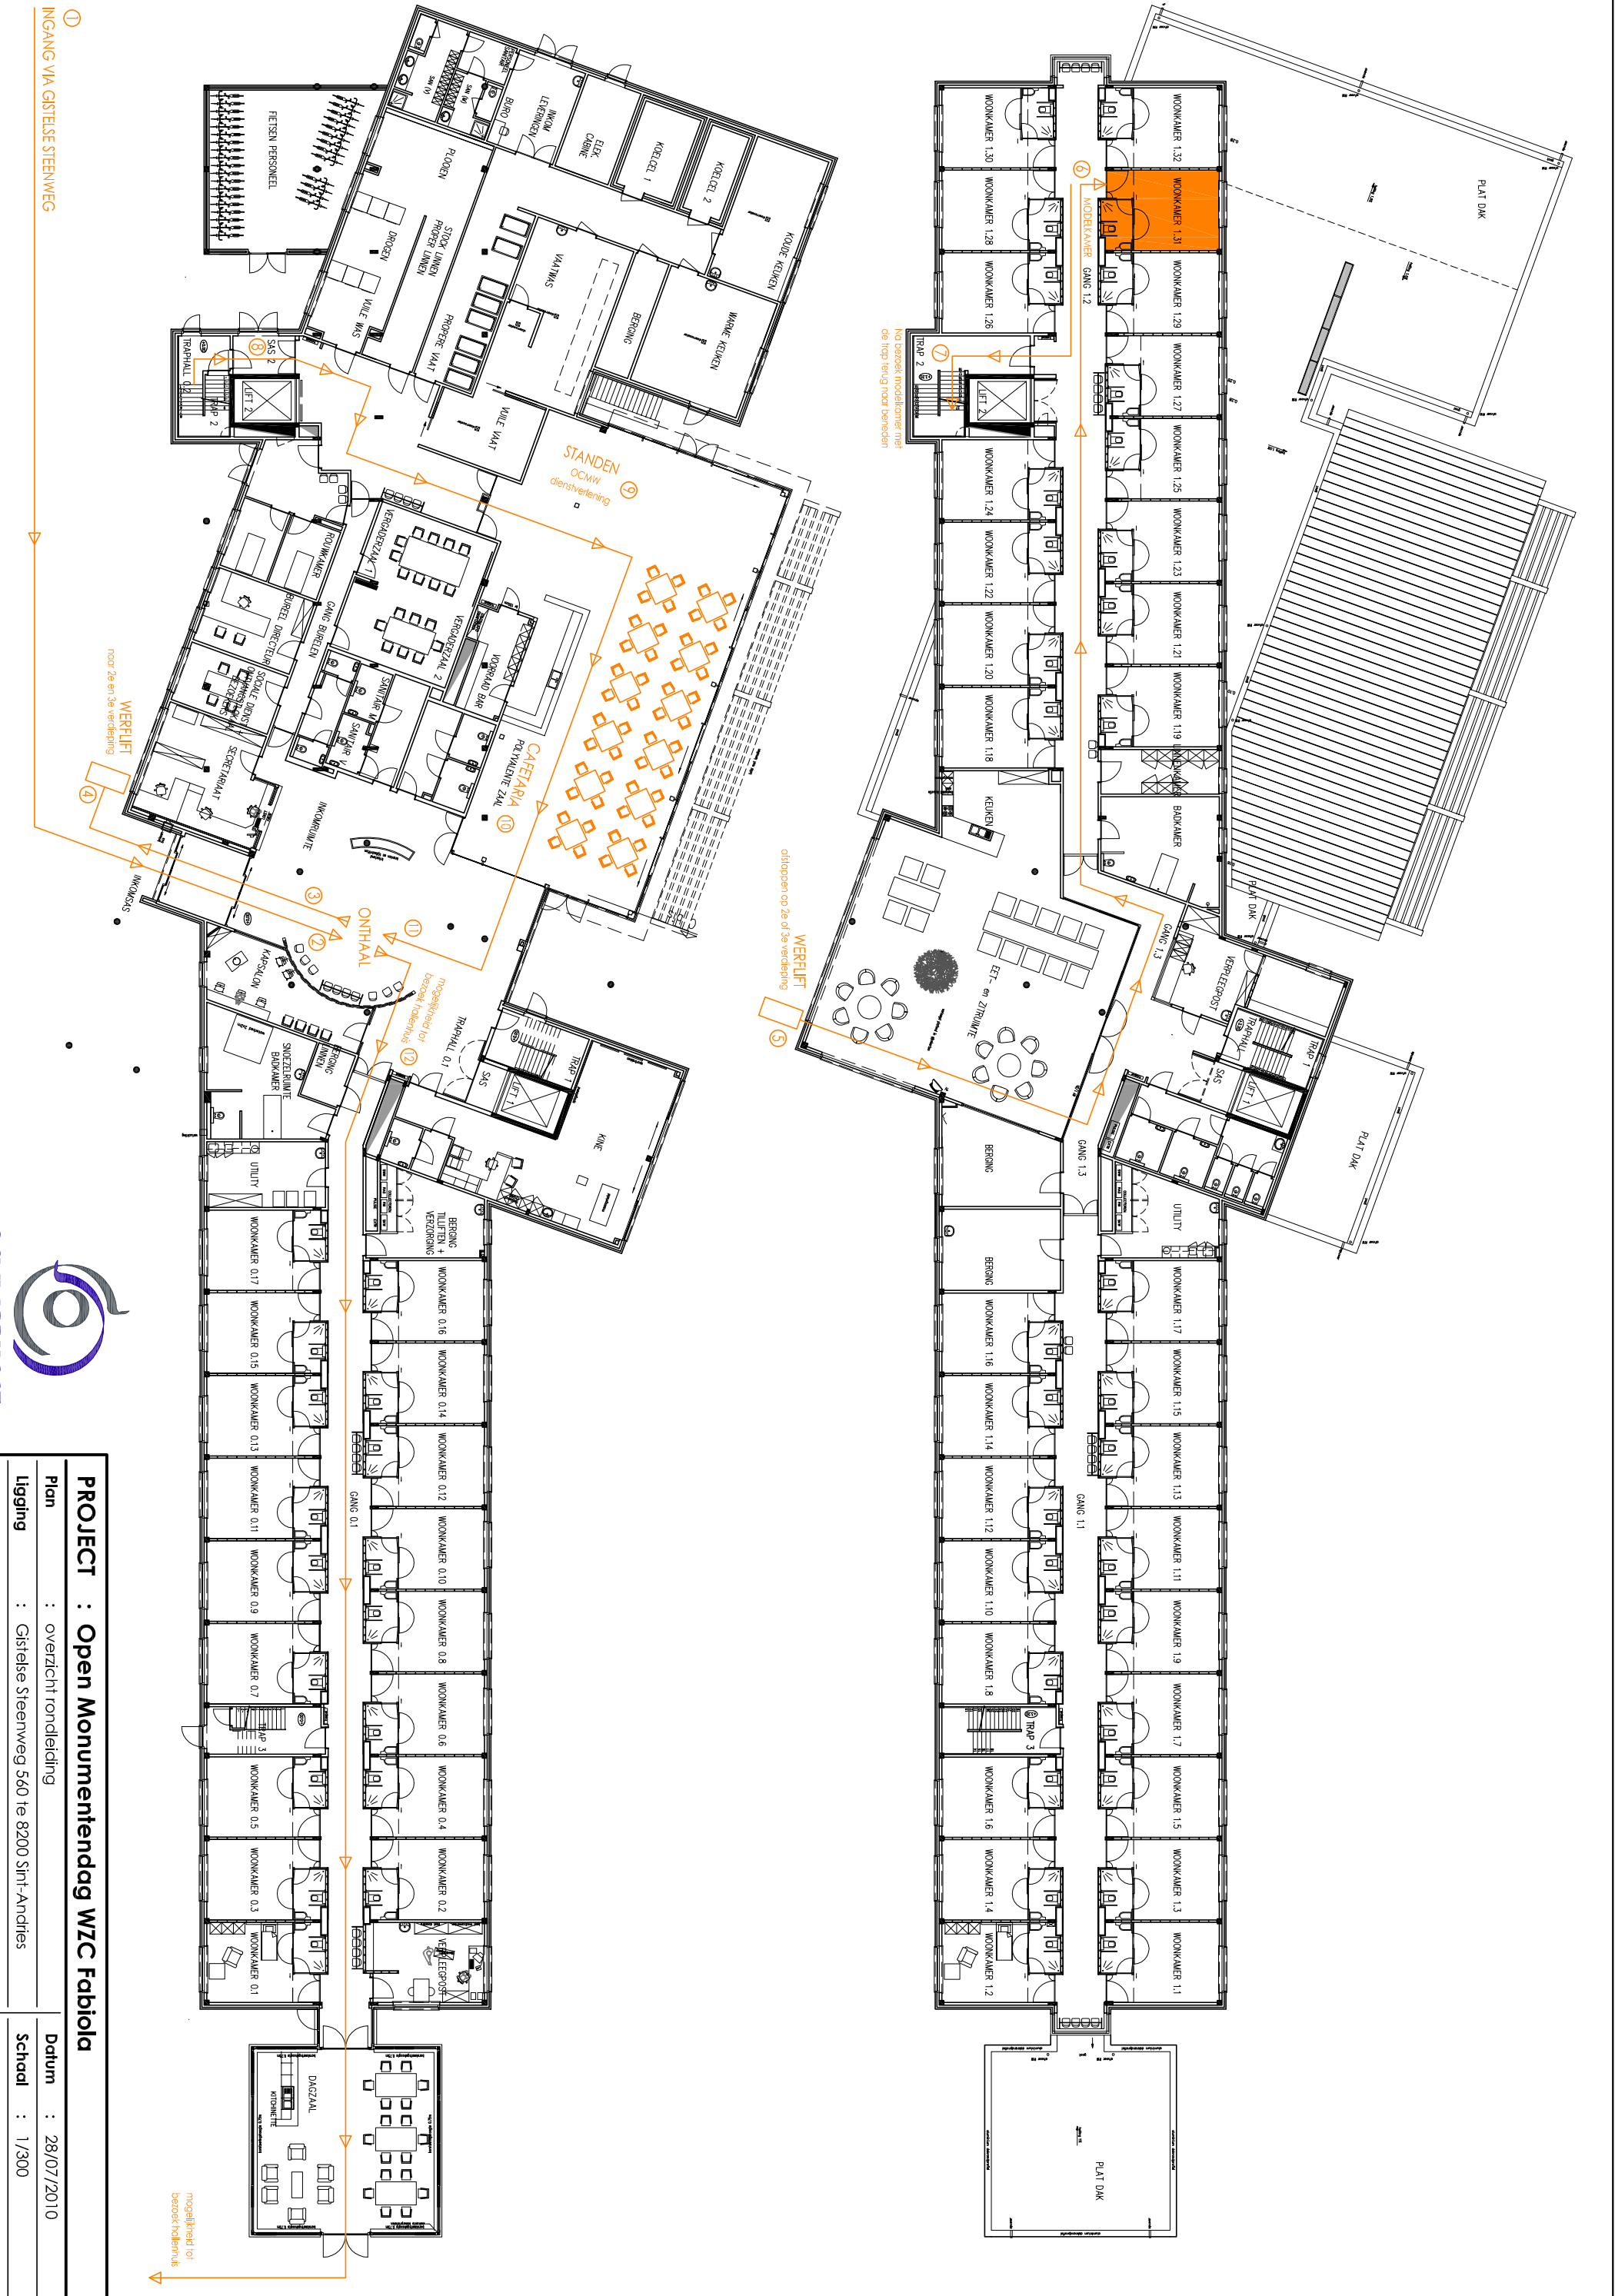 ① INGANG VIA GISTELSE STEENWEG
FIETSEN PERSONEEL
SAN (V)
SAN (M)
BURO
INKOM
LEVERINGEN
ELEK.
CABINE
KOELCEL 1
KOELCEL 2
KOUDE KEUKEN
WARME KEUKEN
BERGING
VAATWAS
PLOOIEN
DROGEN
VUILE WAS
STOCK LINNEN
PROPER LINNEN
PROPERE VAAT
VUILE VAAT
SAS 2
⑧
TRAPHALL 0.2
TRAP 2
LIFT 2
STANDEN ⑨
OCMW
dienstverlening
ROUWKAMER
VERGADERZAAL 1
VERGADERZAAL 2
BUREEL DIRECTEUR
GANG BURELEN
SOCIALE DIENST +
SECRETARIAAT
SANITAIR M
SANITAIR V
VOORRAAD BAR
CAFETARIA ⑩
POLYVALENTE ZAAL
WERFLIFT ④
naar 2e en 3e verdieping
INKOMRUIMTE
INKOMSAS
③
②
ONTHAAL
⑪
KAPSALON
mogelijkheid tot
bezoek hallenhuis ⑫
TRAPHALL 0.1
TRAP 1
SAS
LIFT 1
KINE
SNOEZELRUIMTE
BADKAMER
UTILITY
BERGING
TILLIFTEN +
VERZORGING
GANG 0.1
WOONKAMER 0.17
WOONKAMER 0.15
WOONKAMER 0.13
WOONKAMER 0.11
WOONKAMER 0.9
WOONKAMER 0.7
TRAP 3
WOONKAMER 0.5
WOONKAMER 0.3
WOONKAMER 0.1
WOONKAMER 0.16
WOONKAMER 0.14
WOONKAMER 0.12
WOONKAMER 0.10
WOONKAMER 0.8
WOONKAMER 0.6
WOONKAMER 0.4
WOONKAMER 0.2
VERPLEEGPOST
DAGZAAL
KITCHINETTE
mogelijkheid tot
bezoek hallenhuis
PLAT DAK
WOONKAMER 1.32
WOONKAMER 1.31
WOONKAMER 1.29
WOONKAMER 1.27
WOONKAMER 1.25
WOONKAMER 1.23
WOONKAMER 1.21
WOONKAMER 1.19
LINNENKAMER
BADKAMER
PLAT DAK
⑥ MODELKAMER
GANG 1.2
WOONKAMER 1.30
WOONKAMER 1.28
WOONKAMER 1.26
TRAP 2
⑦
LIFT 2
Na bezoek modelkamer met
de trap terug naar beneden
WOONKAMER 1.24
WOONKAMER 1.22
WOONKAMER 1.20
WOONKAMER 1.18
KEUKEN
EET- en ZITRUIMTE
WERFLIFT ⑤
afstappen op 2e of 3e verdieping
GANG 1.3
VERPLEEGPOST
TRAPHALL
TRAP 1
SAS
LIFT 1
PLAT DAK
GANG 1.3
BERGING
BERGING
UTILITY
GANG 1.1
WOONKAMER 1.17
WOONKAMER 1.15
WOONKAMER 1.13
WOONKAMER 1.11
WOONKAMER 1.9
WOONKAMER 1.7
WOONKAMER 1.5
WOONKAMER 1.3
WOONKAMER 1.1
WOONKAMER 1.16
WOONKAMER 1.14
WOONKAMER 1.12
WOONKAMER 1.10
WOONKAMER 1.8
TRAP 3
WOONKAMER 1.6
WOONKAMER 1.4
WOONKAMER 1.2
PLAT DAK
PROJECT : Open Monumentendag WZC Fabiola
Plan : overzicht rondleiding
Datum : 28/07/2010
Ligging : Gistelse Steenweg 560 te 8200 Sint-Andries
Schaal : 1/300